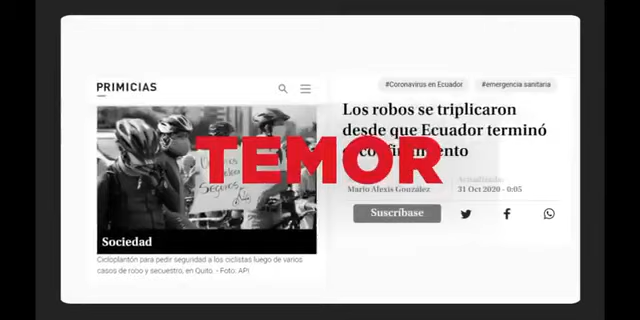 PRIMICIAS
#Coronavirus en Ecuador #emergencia sanitaria
Los robos se triplicaron
desde que Ecuador terminó
TEMOR
Mario Alexis González
Actualizada:
31 Oct 2020 - 0:05
Suscríbase
Sociedad
Cicloplantón para pedir seguridad a los ciclistas luego de varios
casos de robo y secuestro, en Quito. - Foto: API